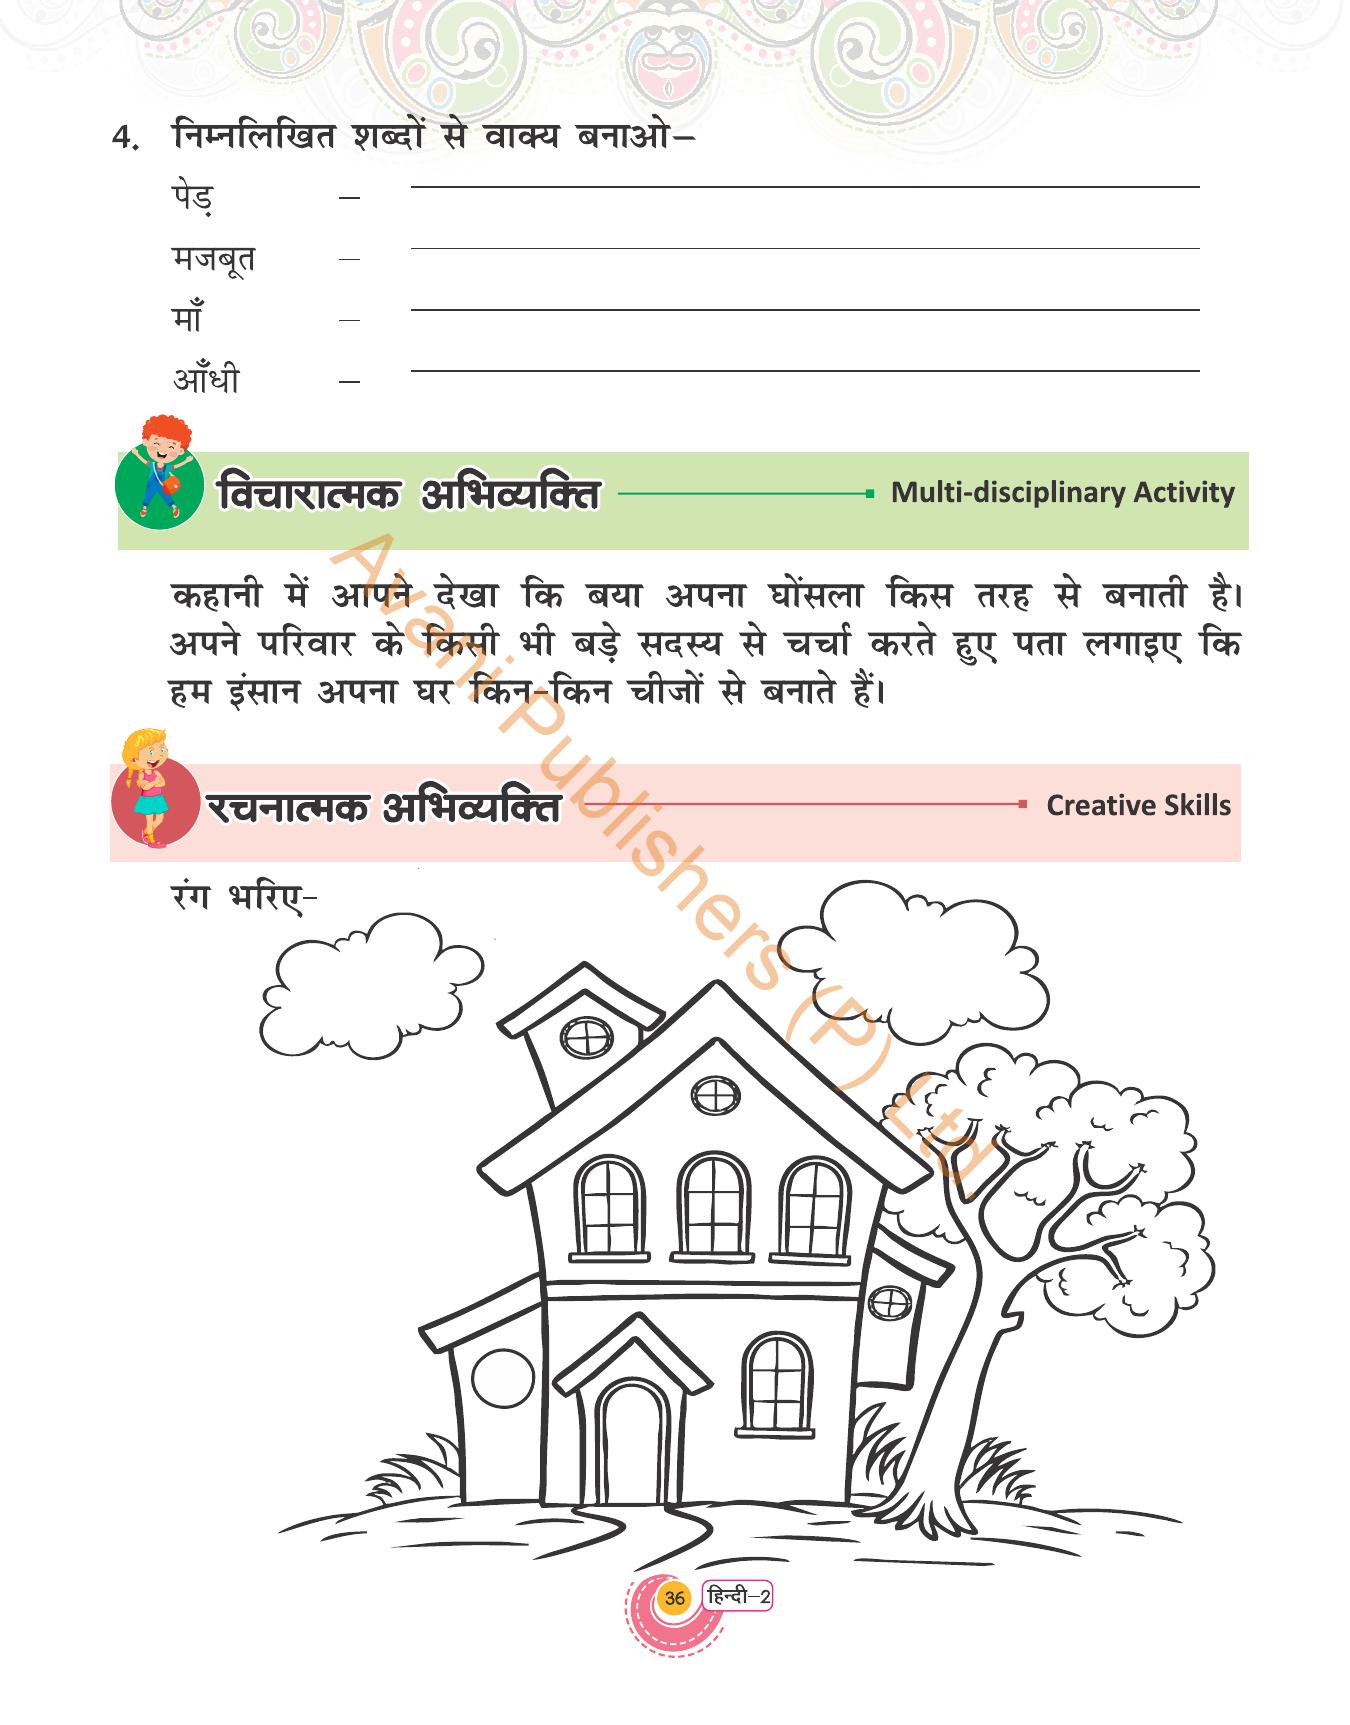 4. निम्नलिखित शब्दों से वाक्य बनाओ–
पेड़ –
मजबूत –
माँ –
आँधी –
विचारात्मक अभिव्यक्ति Multi-disciplinary Activity
कहानी में आपने देखा कि बया अपना घोंसला किस तरह से बनाती है।
अपने परिवार के किसी भी बड़े सदस्य से चर्चा करते हुए पता लगाइए कि
हम इंसान अपना घर किन-किन चीजों से बनाते हैं।
Avani Publishers (P) Ltd.
रचनात्मक अभिव्यक्ति Creative Skills
रंग भरिए–
36 हिन्दी–2